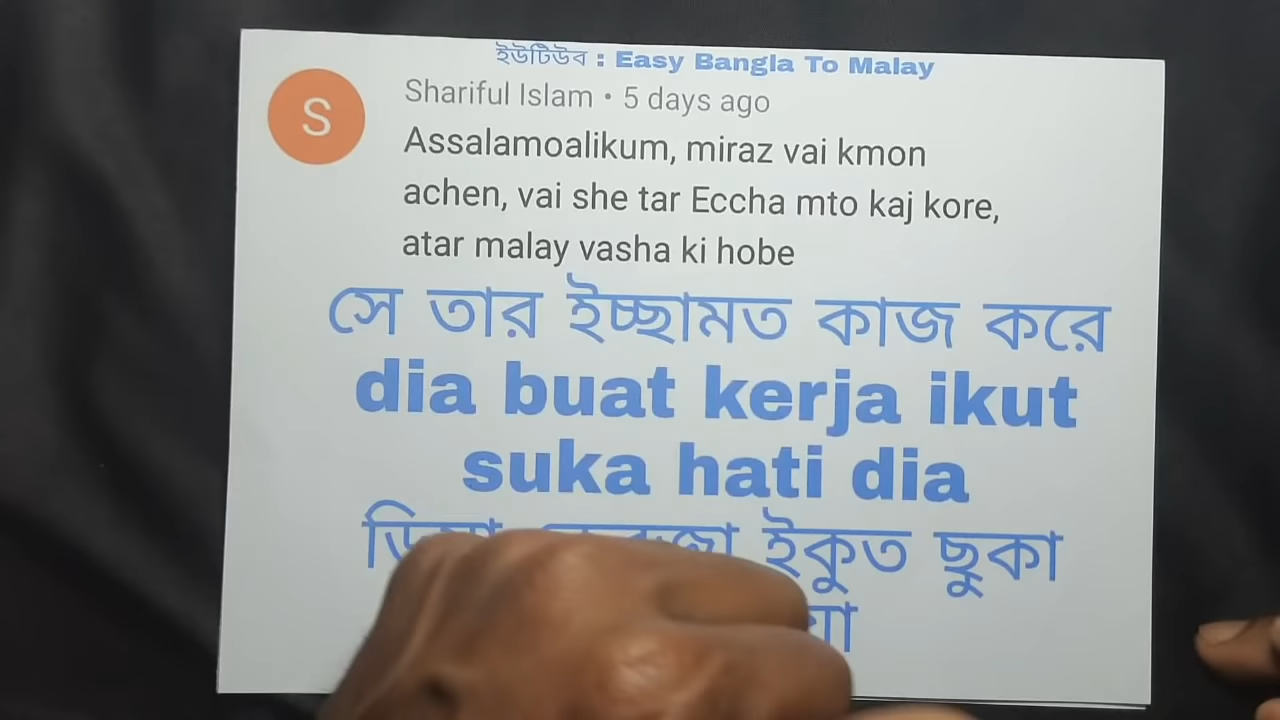 ইউটিউব : Easy Bangla To Malay
S
Shariful Islam • 5 days ago
Assalamoalikum, miraz vai kmon
achen, vai she tar Eccha mto kaj kore,
atar malay vasha ki hobe
সে তার ইচ্ছামত কাজ করে
dia buat kerja ikut
suka hati dia
ইকুত ছুকা